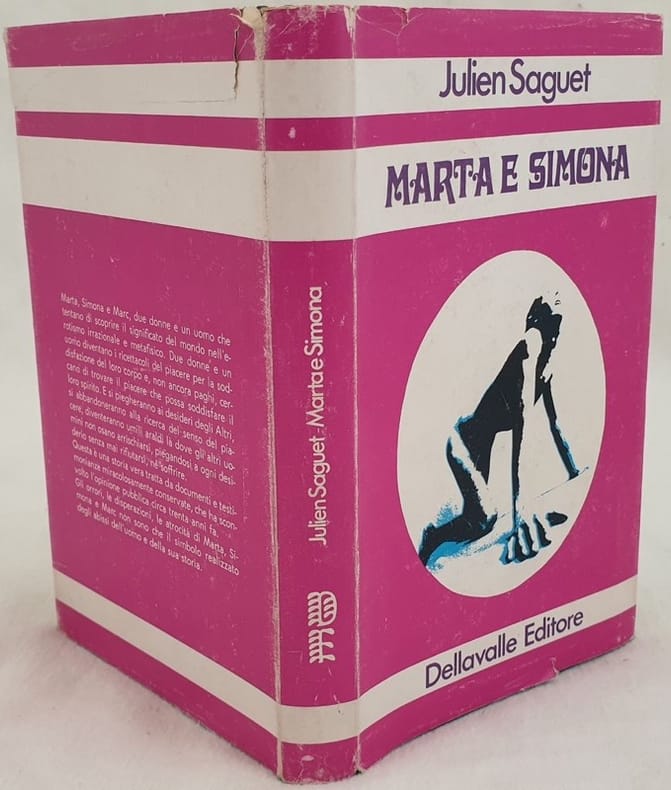 Julien Saguet
MARTA E SIMONA
Dellavalle Editore
Julien Saguet Marta e Simona
Marta, Simona e Marc, due donne e un uomo che
tentano di scoprire il significato del mondo nell'e-
rotismo irrazionale e metafisico. Due donne e un
uomo diventano i ricettacoli del piacere per la sod-
disfazione del loro corpo e, non ancora paghi, cer-
cano di trovare il piacere che possa soddisfare il
loro spirito. E si piegheranno ai desideri degli Altri,
si abbandoneranno alla ricerca del senso del pia-
cere, diventeranno umili araldi là dove gli altri uo-
mini non osano arrischiarsi, piegandosi a ogni desi-
derio senza mai rifiutarsi, né soffrire.
Questa è una storia vera tratta da documenti e testi-
monianze miracolosamente conservate, che ha scon-
volto l'opinione pubblica circa trenta anni fa.
Gli orrori, le disperazioni, le atrocità di Marta, Si-
mona e Marc non sono che il simbolo realizzato
degli abissi dell'uomo e della sua storia.